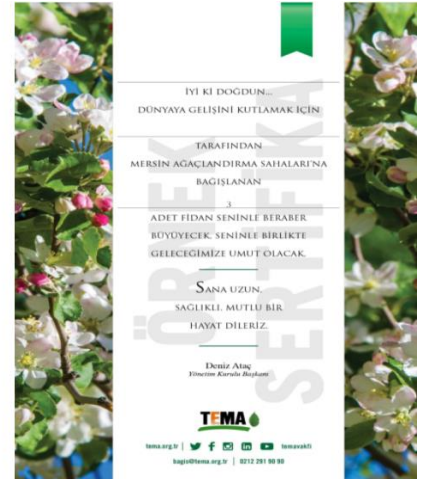 İYİ Kİ DOĞDUN...
DÜNYAYA GELİŞİNİ KUTLAMAK İÇİN
TARAFINDAN
MERSİN AĞAÇLANDIRMA SAHALARI'NA
BAĞIŞLANAN
3
ADET FİDAN SENİNLE BERABER
BÜYÜYECEK, SENİNLE BİRLİKTE
GELECEĞİMİZE UMUT OLACAK.
SANA UZUN,
SAĞLIKLI, MUTLU BİR
HAYAT DİLERİZ.
Deniz Ataç
Yönetim Kurulu Başkanı
ÖRNEK
SERTİFİKA
TEMA
tema.org.tr | temavakfi
bagis@tema.org.tr | 0212 291 90 90